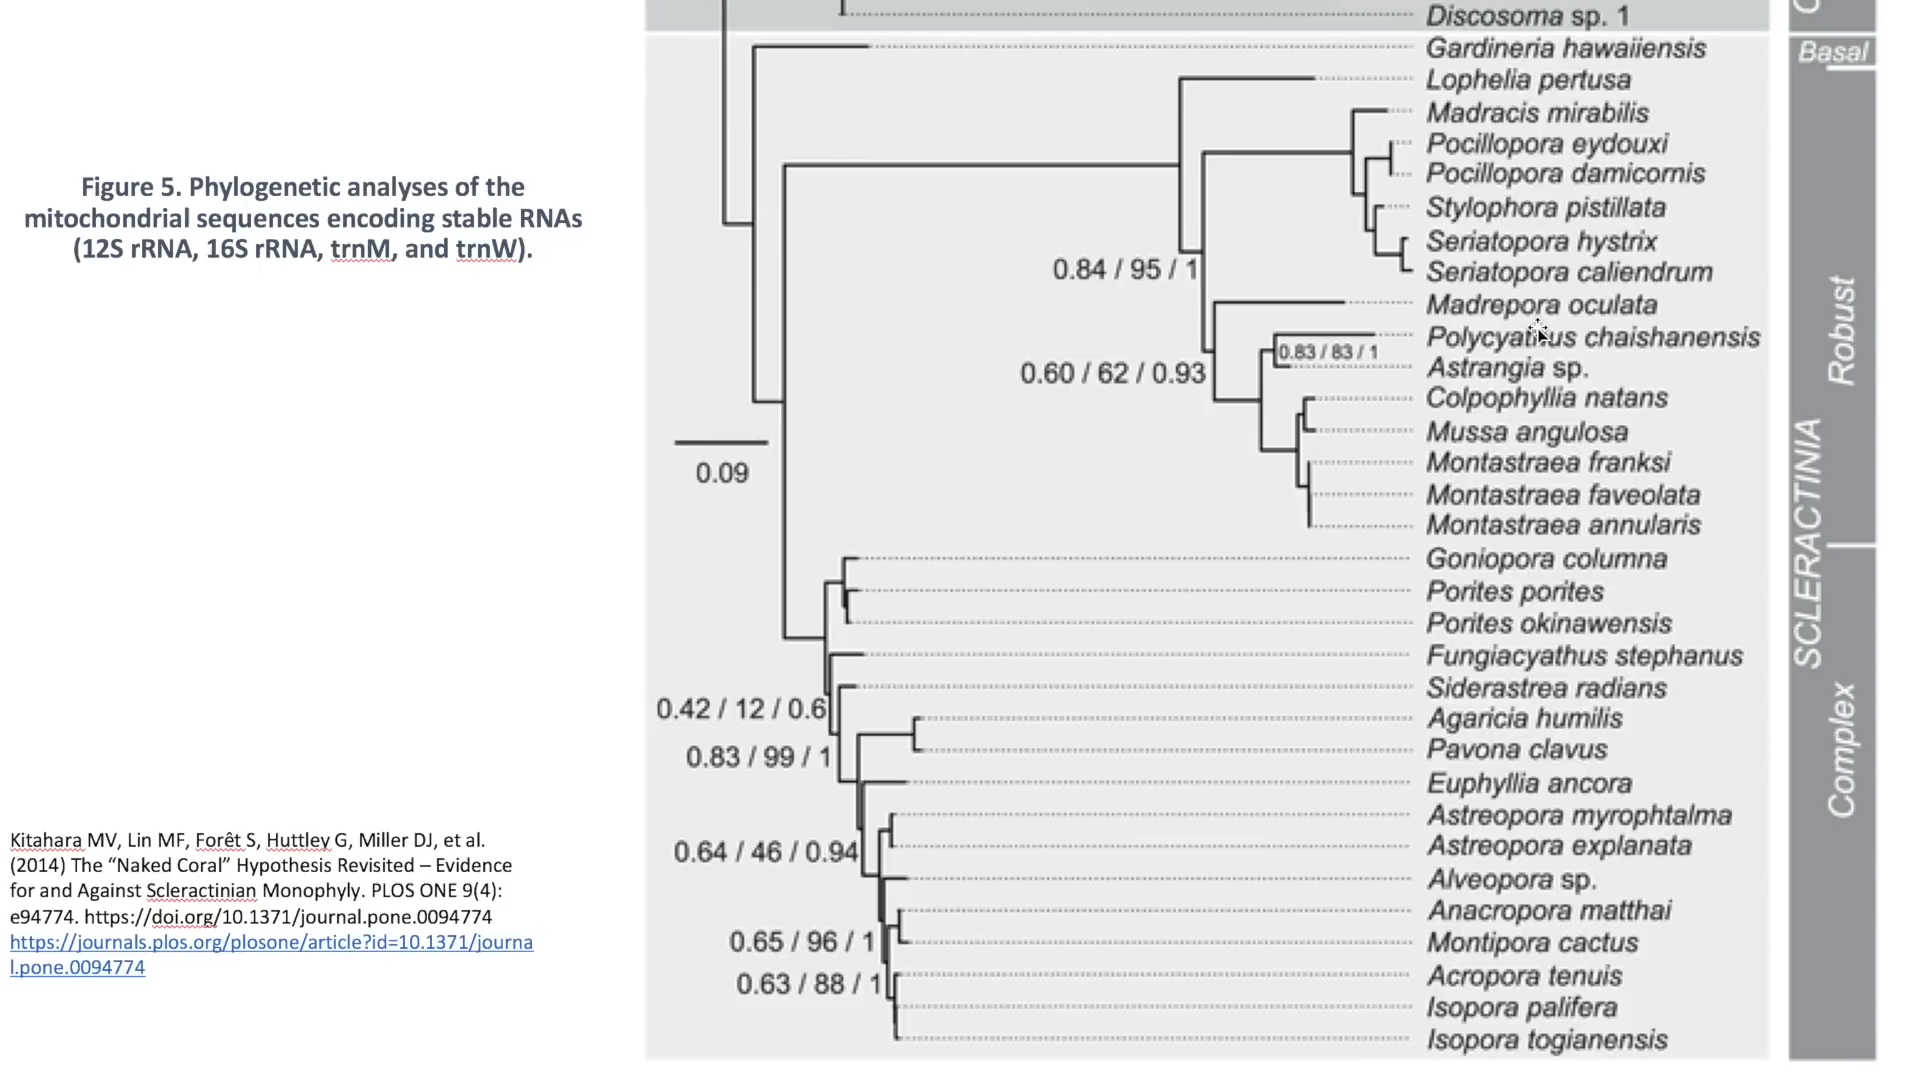 Figure 5. Phylogenetic analyses of the
mitochondrial sequences encoding stable RNAs
(12S rRNA, 16S rRNA, trnM, and trnW).
Kitahara MV, Lin MF, Forêt S, Huttley G, Miller DJ, et al.
(2014) The “Naked Coral” Hypothesis Revisited – Evidence
for and Against Scleractinian Monophyly. PLOS ONE 9(4):
e94774. https://doi.org/10.1371/journal.pone.0094774
https://journals.plos.org/plosone/article?id=10.1371/journa
l.pone.0094774
Discosoma sp. 1
Gardineria hawaiiensis
Lophelia pertusa
Madracis mirabilis
Pocillopora eydouxi
Pocillopora damicornis
Stylophora pistillata
Seriatopora hystrix
Seriatopora caliendrum
Madrepora oculata
Polycyathus chaishanensis
Astrangia sp.
Colpophyllia natans
Mussa angulosa
Montastraea franksi
Montastraea faveolata
Montastraea annularis
Goniopora columna
Porites porites
Porites okinawensis
Fungiacyathus stephanus
Siderastrea radians
Agaricia humilis
Pavona clavus
Euphyllia ancora
Astreopora myrophtalma
Astreopora explanata
Alveopora sp.
Anacropora matthai
Montipora cactus
Acropora tenuis
Isopora palifera
Isopora togianensis
0.84 / 95 / 1
0.83 / 83 / 1
0.60 / 62 / 0.93
0.09
0.42 / 12 / 0.6
0.83 / 99 / 1
0.64 / 46 / 0.94
0.65 / 96 / 1
0.63 / 88 / 1
Basal
Robust
SCLERACTINIA
Complex